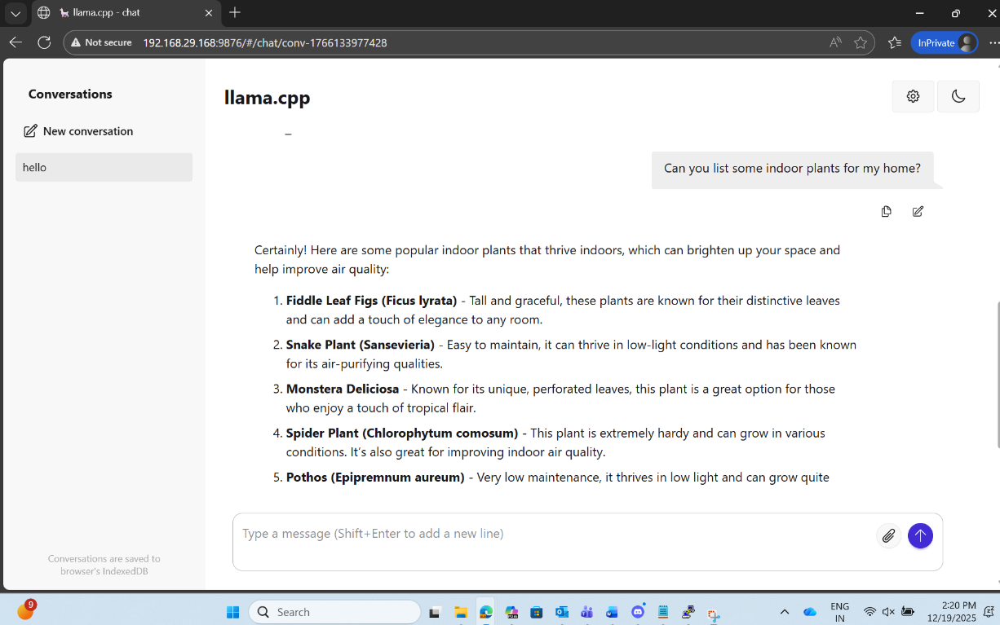 llama.cpp - chat
Not secure
192.168.29.168:9876/#/chat/conv-1766133977428
InPrivate
Conversations
New conversation
hello
Conversations are saved to
browser's IndexedDB
llama.cpp
Can you list some indoor plants for my home?
Certainly! Here are some popular indoor plants that thrive indoors, which can brighten up your space and
help improve air quality:
1. Fiddle Leaf Figs (Ficus lyrata) - Tall and graceful, these plants are known for their distinctive leaves
and can add a touch of elegance to any room.
2. Snake Plant (Sansevieria) - Easy to maintain, it can thrive in low-light conditions and has been known
for its air-purifying qualities.
3. Monstera Deliciosa - Known for its unique, perforated leaves, this plant is a great option for those
who enjoy a touch of tropical flair.
4. Spider Plant (Chlorophytum comosum) - This plant is extremely hardy and can grow in various
conditions. It's also great for improving indoor air quality.
5. Pothos (Epipremnum aureum) - Very low maintenance, it thrives in low light and can grow quite
Type a message (Shift+Enter to add a new line)
9
Search
ENG
IN
2:20 PM
12/19/2025